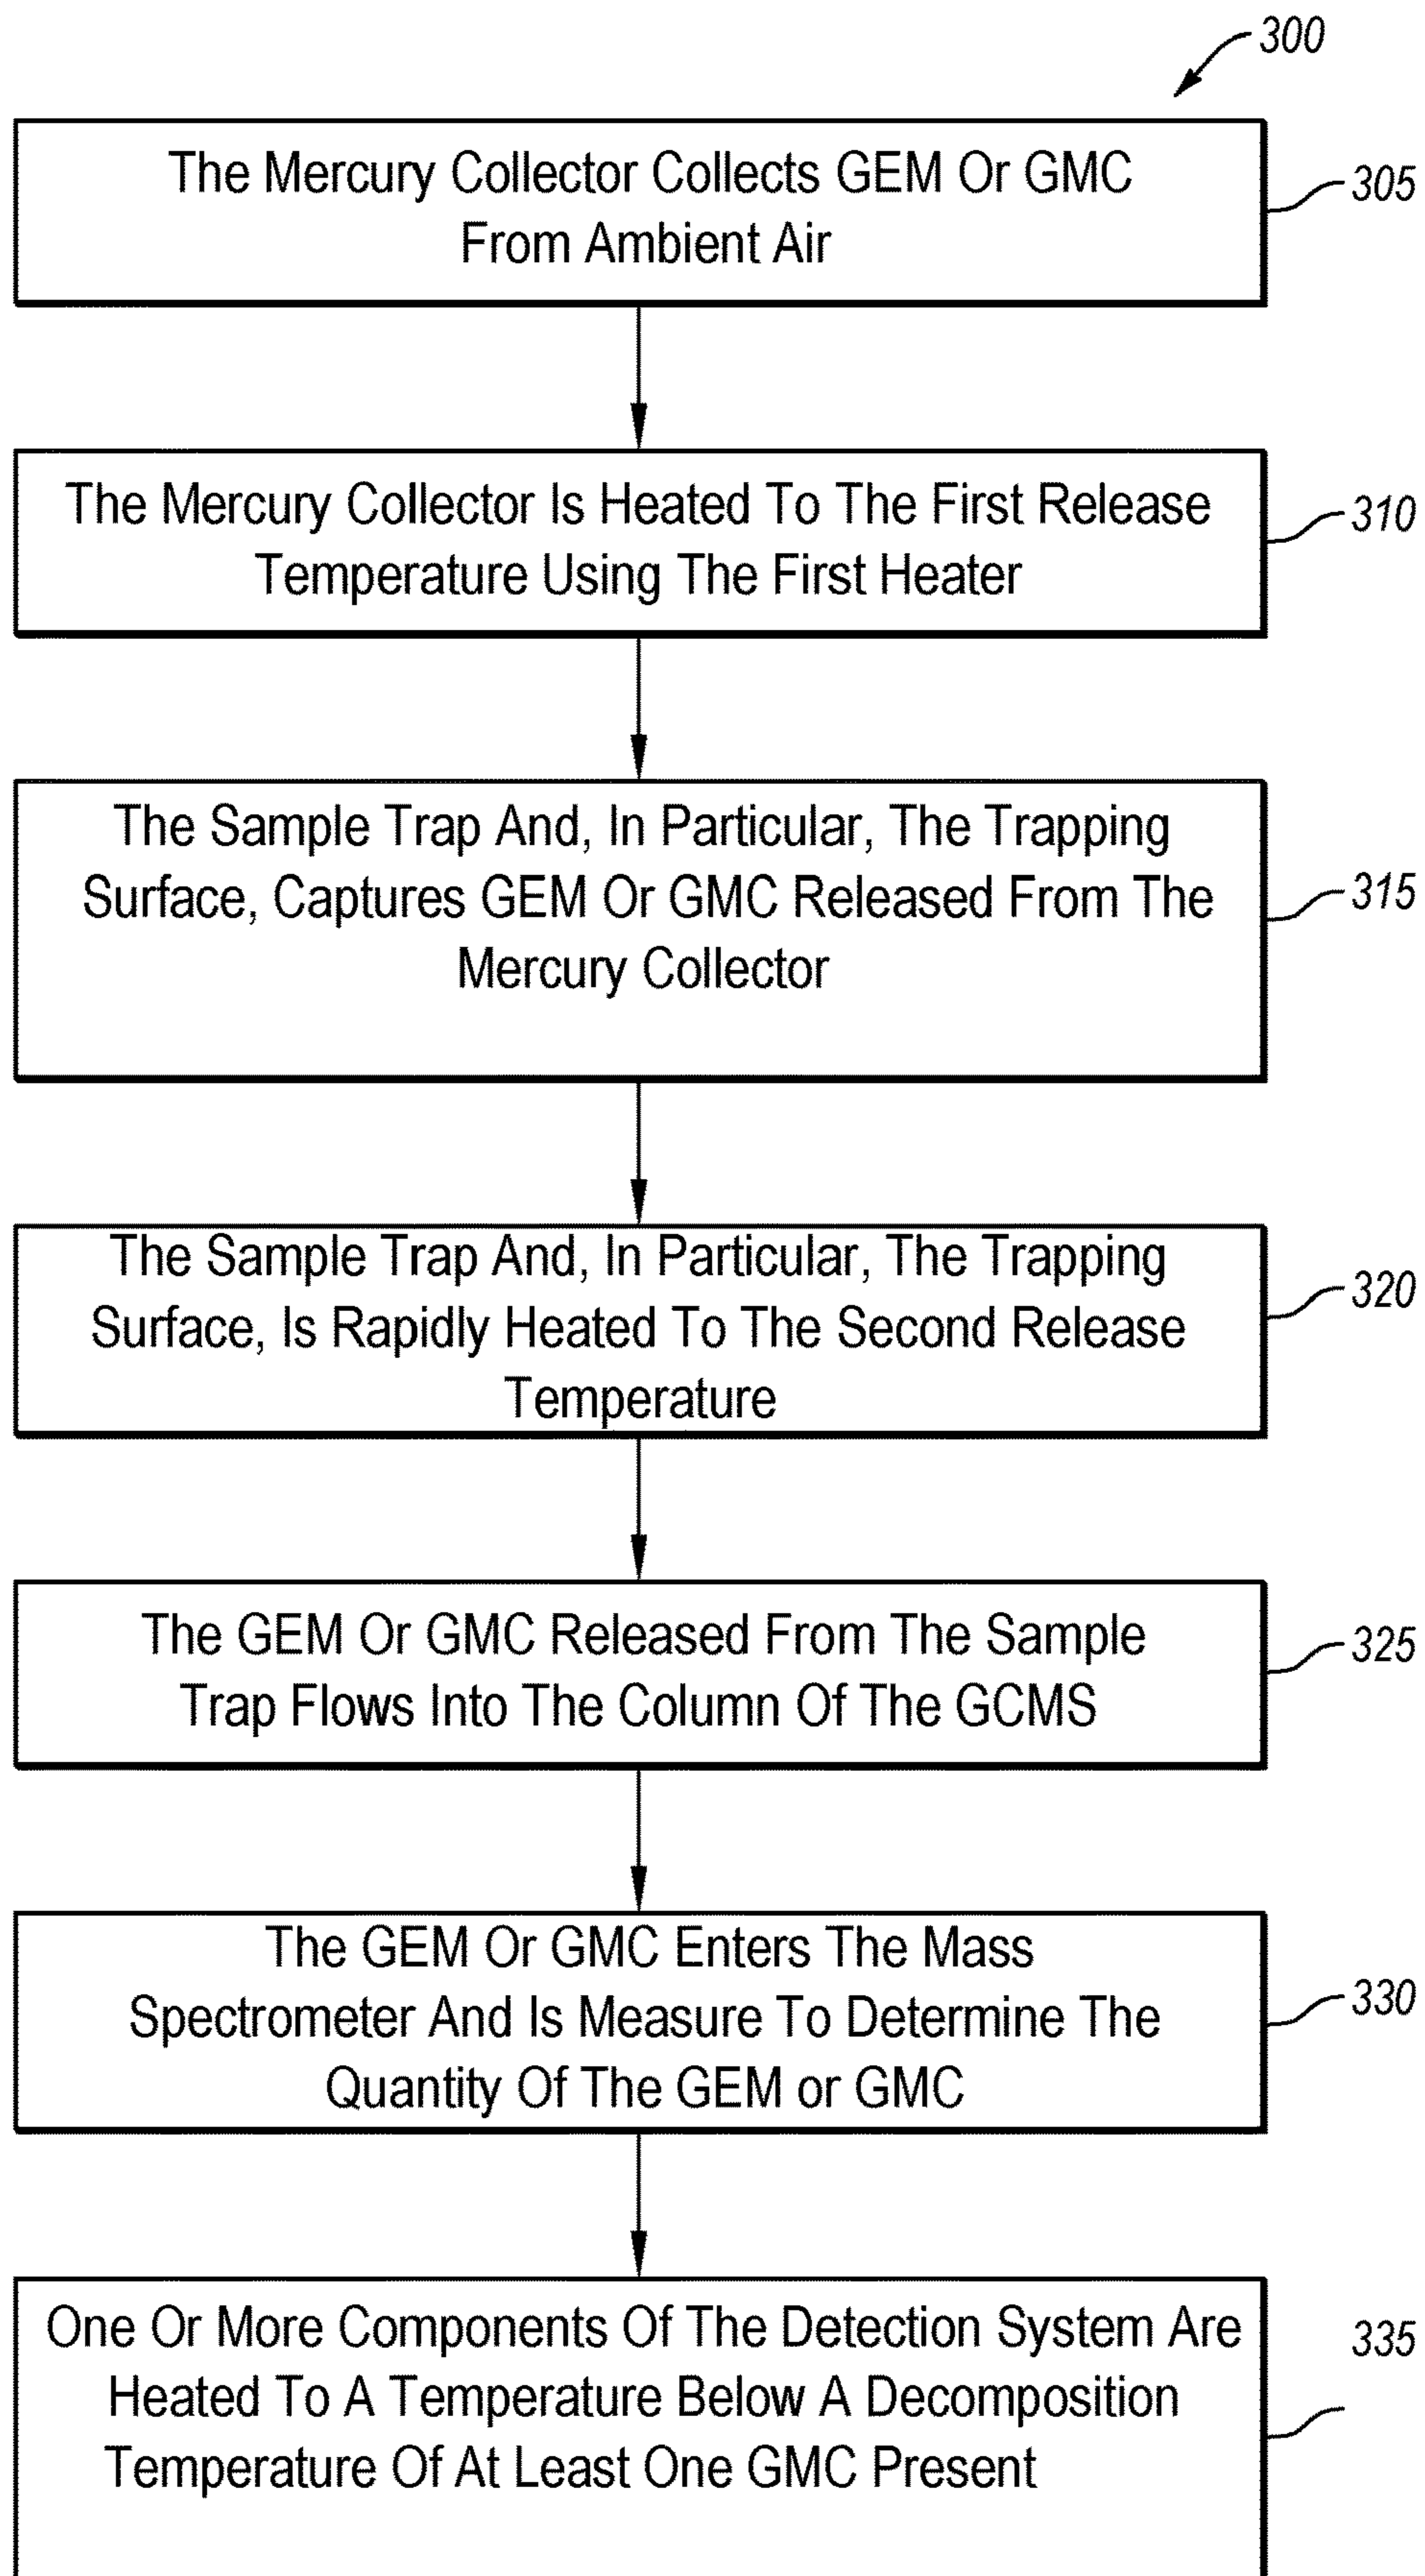 300
The Mercury Collector Collects GEM Or GMC
From Ambient Air
305
The Mercury Collector Is Heated To The First Release
Temperature Using The First Heater
310
The Sample Trap And, In Particular, The Trapping
Surface, Captures GEM Or GMC Released From The
Mercury Collector
315
The Sample Trap And, In Particular, The Trapping
Surface, Is Rapidly Heated To The Second Release
Temperature
320
The GEM Or GMC Released From The Sample
Trap Flows Into The Column Of The GCMS
325
The GEM Or GMC Enters The Mass
Spectrometer And Is Measure To Determine The
Quantity Of The GEM or GMC
330
One Or More Components Of The Detection System Are
Heated To A Temperature Below A Decomposition
Temperature Of At Least One GMC Present
335